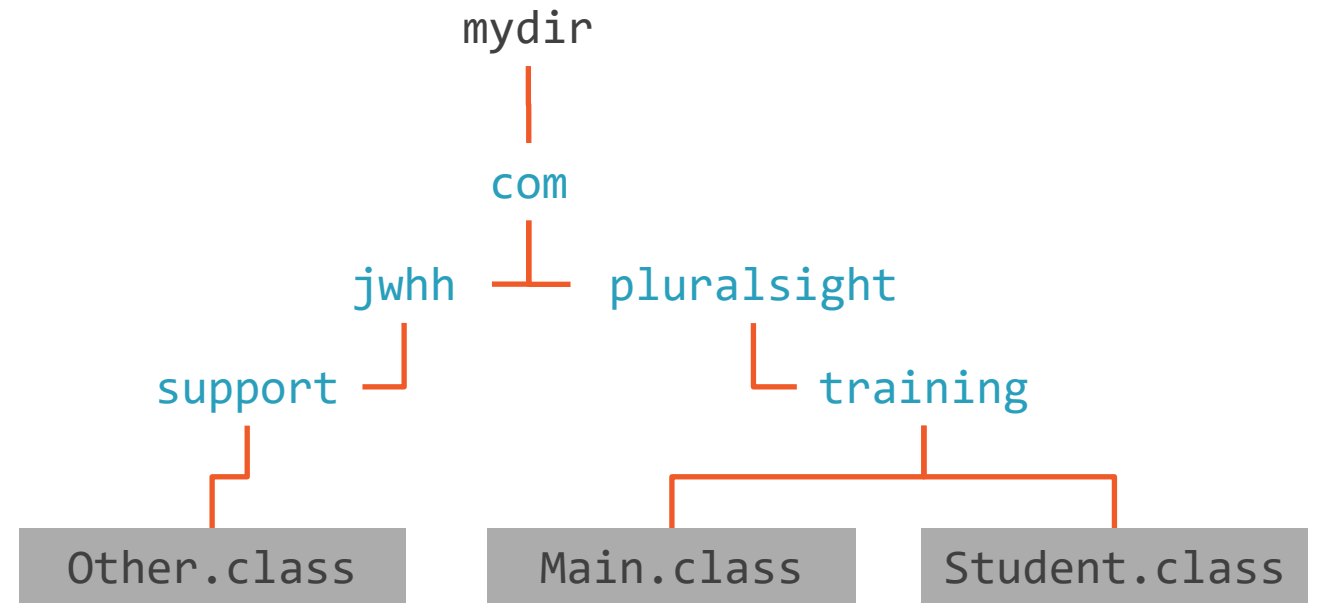 mydir
com
jwhh pluralsight
support training
Other.class Main.class Student.class